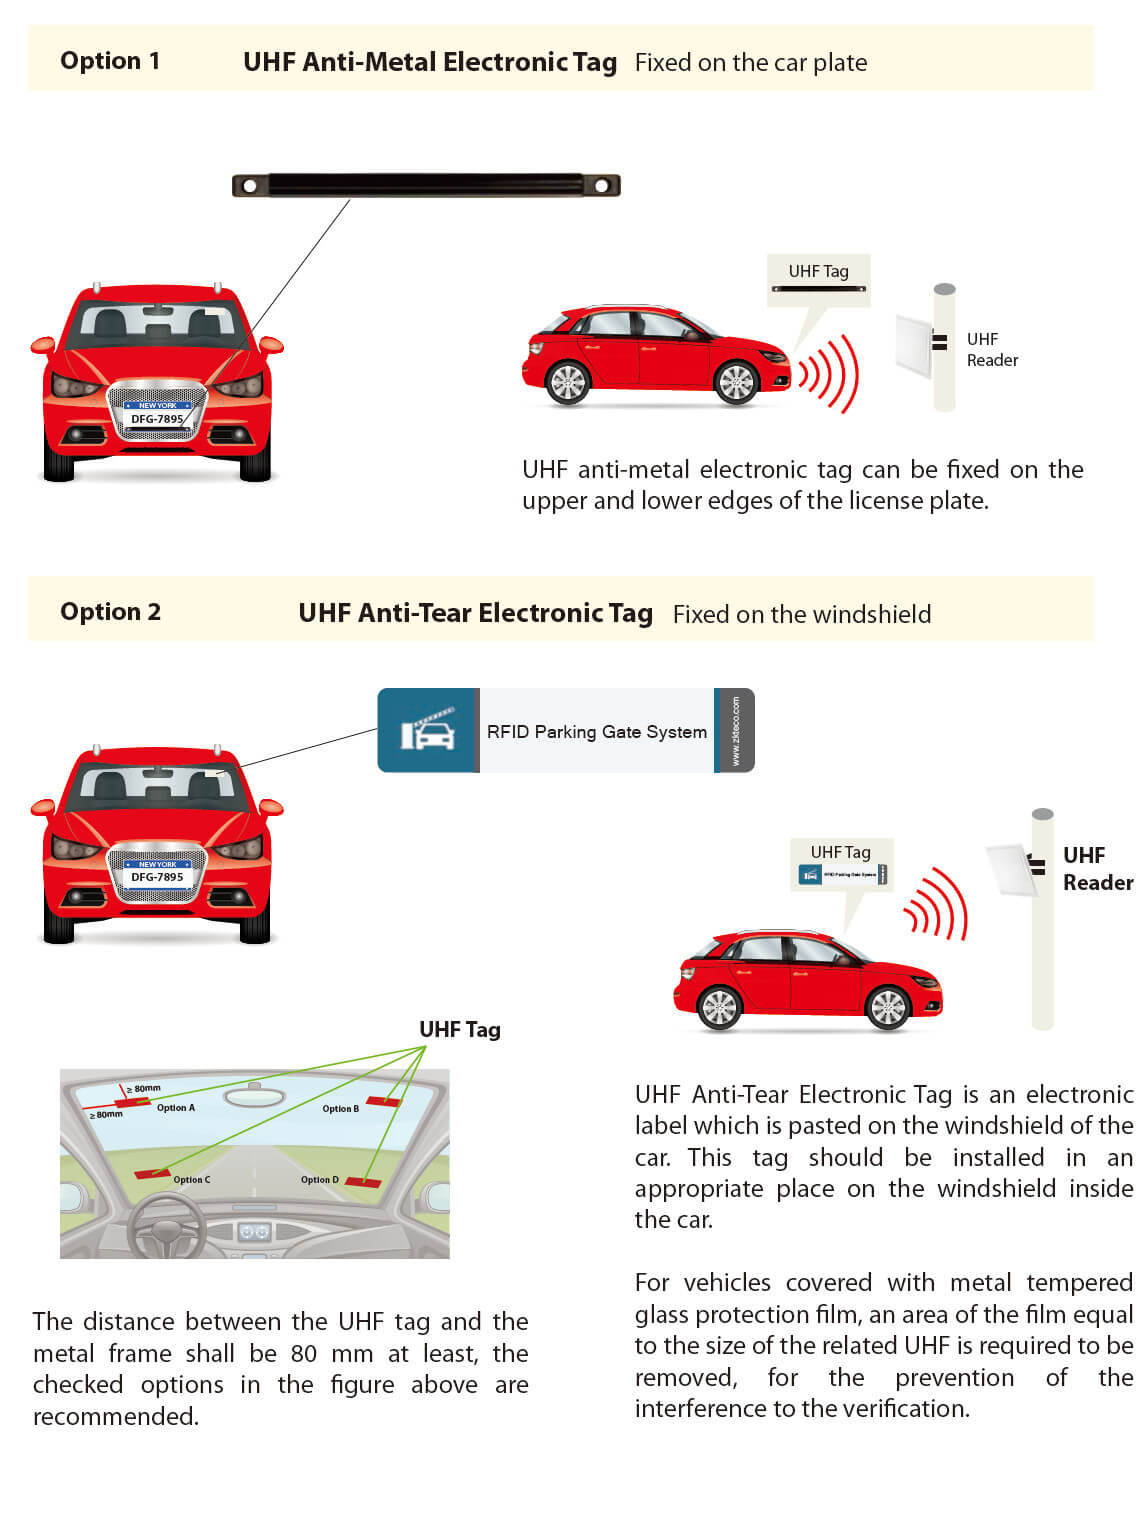 Option 1 UHF Anti-Metal Electronic Tag Fixed on the car plate
UHF Tag
UHF
Reader
NEW YORK
DFG-7895
UHF anti-metal electronic tag can be fixed on the
upper and lower edges of the license plate.
Option 2 UHF Anti-Tear Electronic Tag Fixed on the windshield
RFID Parking Gate System
www.zkteco.com
NEW YORK
DFG-7895
UHF Tag
RFID Parking Gate System
UHF
Reader
UHF Tag
≥ 80mm
≥ 80mm
Option A
Option B
Option C
Option D
The distance between the UHF tag and the
metal frame shall be 80 mm at least, the
checked options in the figure above are
recommended.
UHF Anti-Tear Electronic Tag is an electronic
label which is pasted on the windshield of the
car. This tag should be installed in an
appropriate place on the windshield inside
the car.
For vehicles covered with metal tempered
glass protection film, an area of the film equal
to the size of the related UHF is required to be
removed, for the prevention of the
interference to the verification.